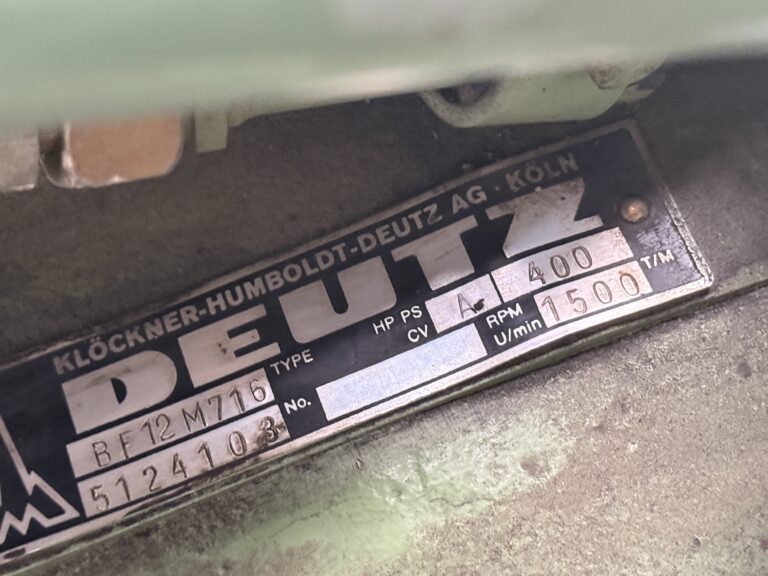 KLÖCKNER-HUMBOLDT-DEUTZ AG · KÖLN
DEUTZ
BF12M716 TYPE HP PS CV A 400
5124103 No. RPM U/min 1500 T/M